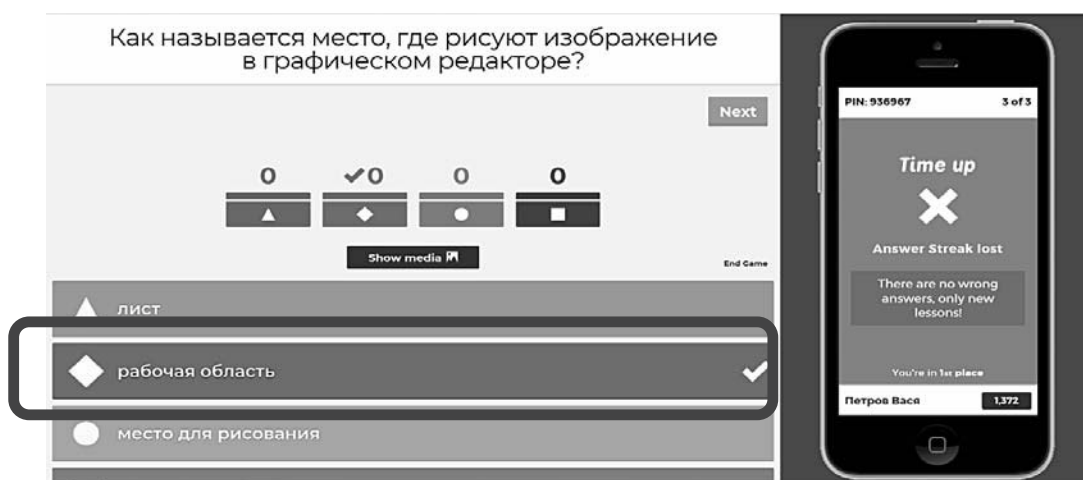 Как называется место, где рисуют изображение
в графическом редакторе?
Next
0 0 0 0
Show media
End Game
лист
рабочая область
место для рисования
PIN: 936967 3 of 3
Time up
Answer Streak lost
There are no wrong
answers, only new
lessons!
You're in 1st place
Петров Вася 1,372